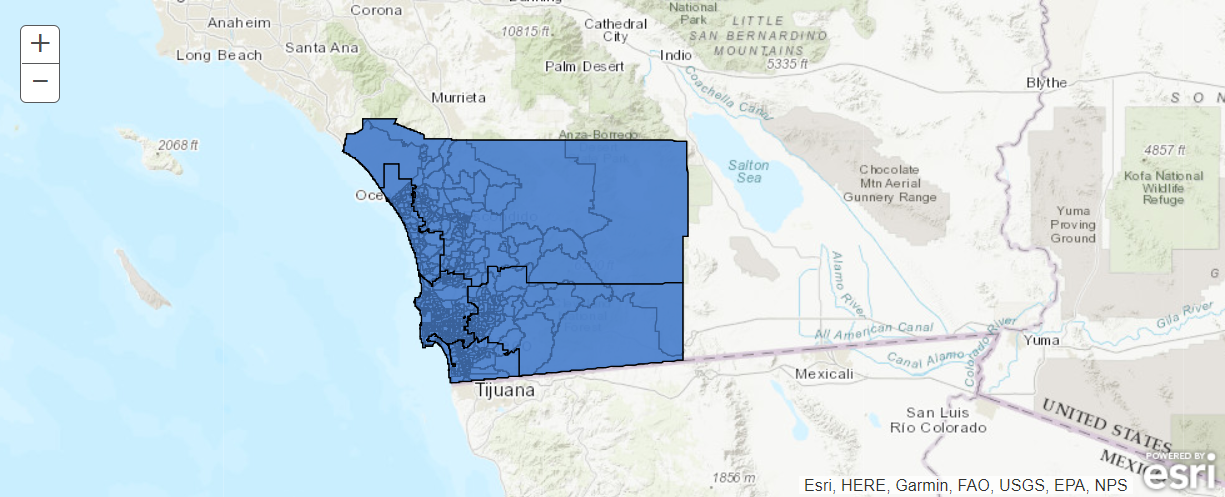 +
−
Anaheim
Corona
Long Beach
Santa Ana
10815 ft
Cathedral
City
National
Park
LITTLE
SAN BERNARDINO
MOUNTAINS
5335 ft
Indio
Palm Desert
Murrieta
Coachella Canal
Blythe
SON
2068 ft
Anza-Borrego
Oce
Salton
Sea
Chocolate
Mtn Aerial
Gunnery Range
4857 ft
Kofa National
Wildlife
Refuge
Yuma
Proving
Ground
G
Alamo River
All American Canal
Canal Alamo
Colorado River
Gila River
Yuma
Mexicali
Tijuana
San Luis
Río Colorado
UNITED STATES
MEXIC
1856 m
POWERED BY
esri
Esri, HERE, Garmin, FAO, USGS, EPA, NPS